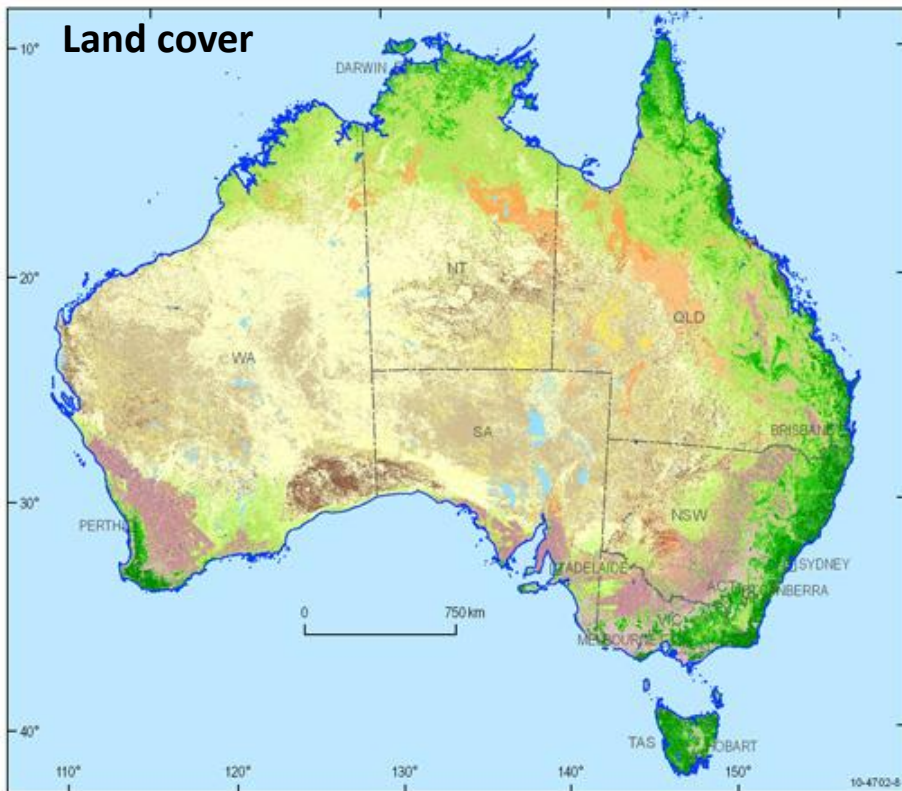 Land cover
10°
DARWIN
20°
NT
QLD
WA
SA
BRISBANE
30°
NSW
PERTH
ADELAIDE
SYDNEY
ACT
CANBERRA
0
750 km
VIC
MELBOURNE
40°
TAS
HOBART
110°
120°
130°
140°
150°
10-4702-8